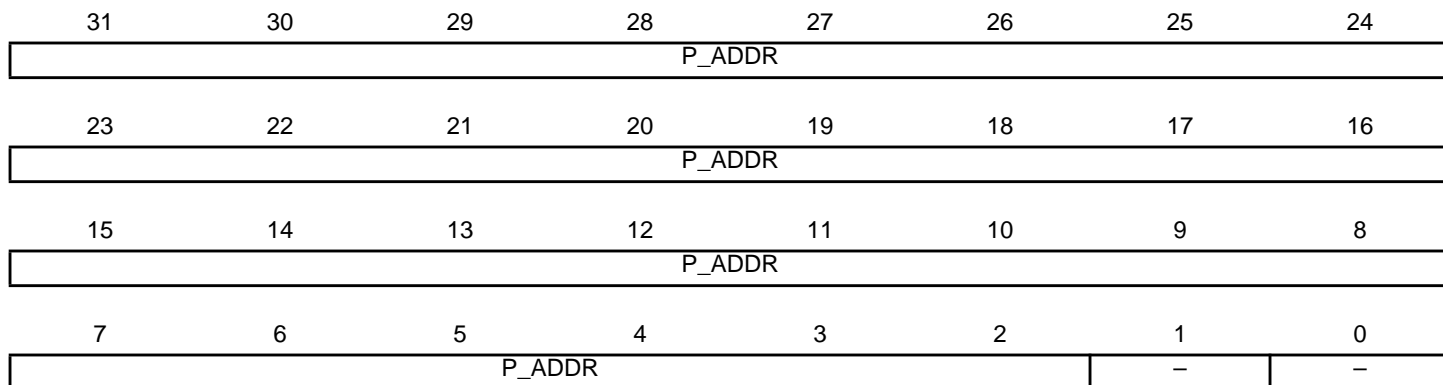 31 30 29 28 27 26 25 24
P_ADDR
23 22 21 20 19 18 17 16
P_ADDR
15 14 13 12 11 10 9 8
P_ADDR
7 6 5 4 3 2 1 0
P_ADDR – –